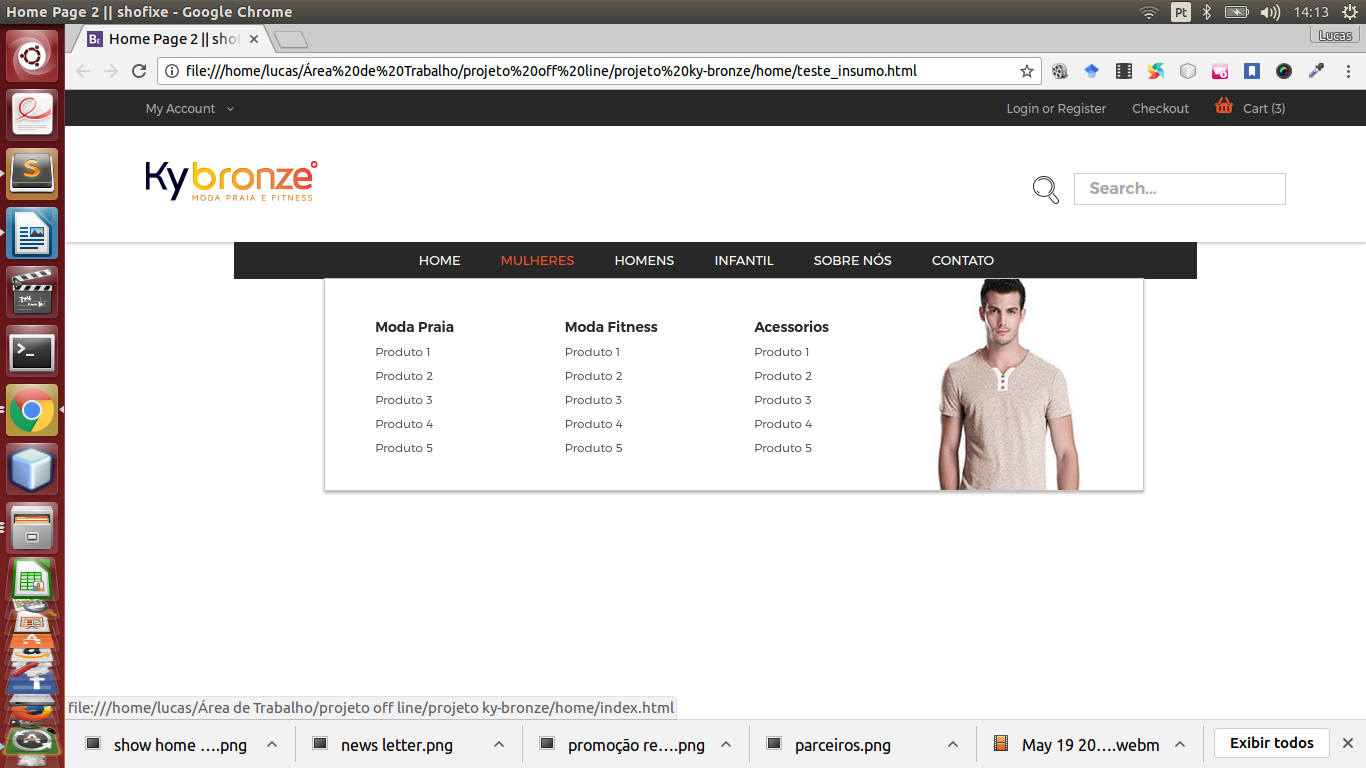 Home Page 2 || shofixe - Google Chrome
Pt
14:13
Home Page 2 || shof
Lucas
file:///home/lucas/Área%20de%20Trabalho/projeto%20off%20line/projeto%20ky-bronze/home/teste_insumo.html
My Account
Login or Register
Checkout
Cart (3)
Kybronze
MODA PRAIA E FITNESS
Search...
HOME
MULHERES
HOMENS
INFANTIL
SOBRE NÓS
CONTATO
Moda Praia
Produto 1
Produto 2
Produto 3
Produto 4
Produto 5
Moda Fitness
Produto 1
Produto 2
Produto 3
Produto 4
Produto 5
Acessorios
Produto 1
Produto 2
Produto 3
Produto 4
Produto 5
file:///home/lucas/Área de Trabalho/projeto off line/projeto ky-bronze/home/index.html
show home ....png
news letter.png
promoção re....png
parceiros.png
May 19 20....webm
Exibir todos